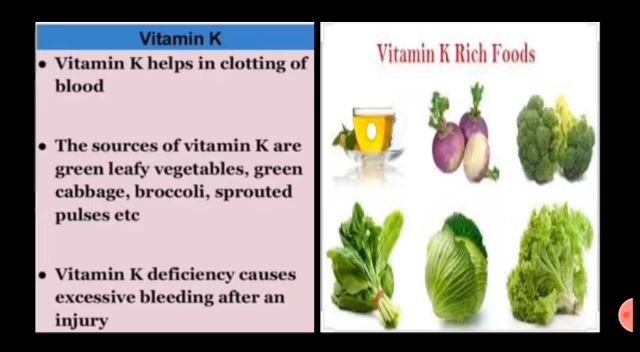 Vitamin K
• Vitamin K helps in clotting of
blood
• The sources of vitamin K are
green leafy vegetables, green
cabbage, broccoli, sprouted
pulses etc
• Vitamin K deficiency causes
excessive bleeding after an
injury
Vitamin K Rich Foods